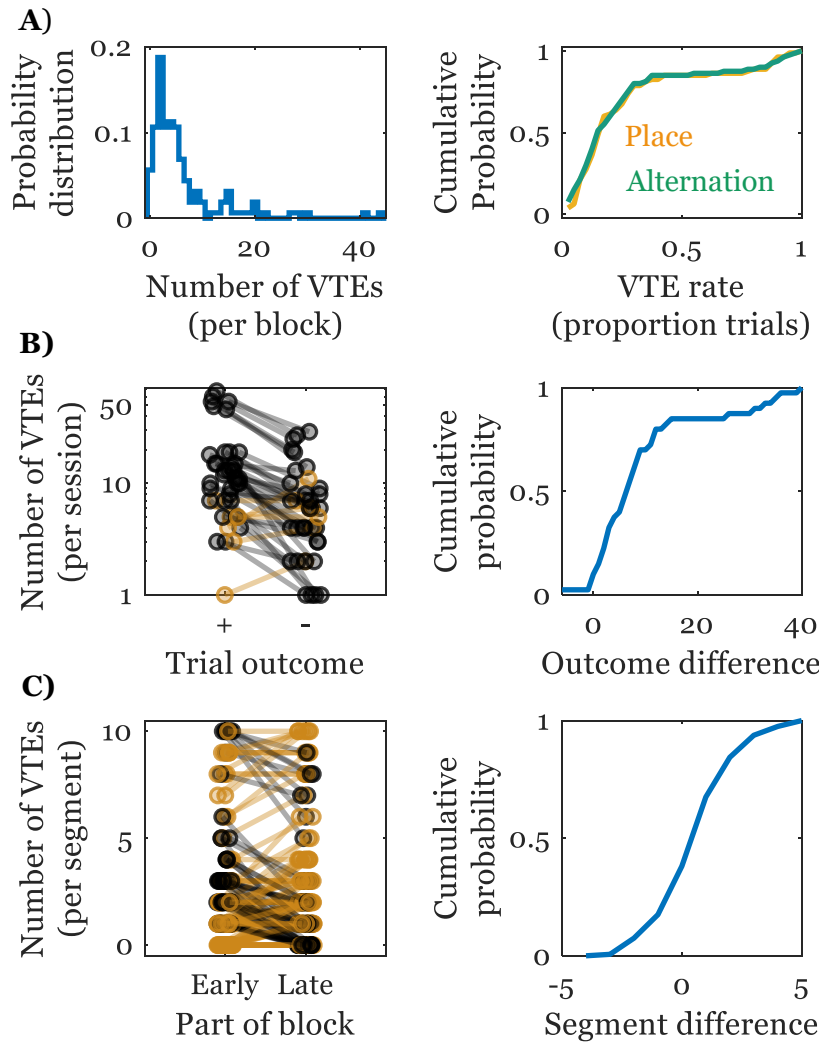 A)
0.2
0.1
0
Probability
distribution
0 20 40
Number of VTEs
(per block)
1
0.5
0
Cumulative
Probability
Place
Alternation
0 0.5 1
VTE rate
(proportion trials)
B)
50
10
1
Number of VTEs
(per session)
+ -
Trial outcome
1
0.5
0
Cumulative
probability
0 20 40
Outcome difference
C)
10
5
0
Number of VTEs
(per segment)
Early Late
Part of block
1
0.5
0
Cumulative
probability
-5 0 5
Segment difference